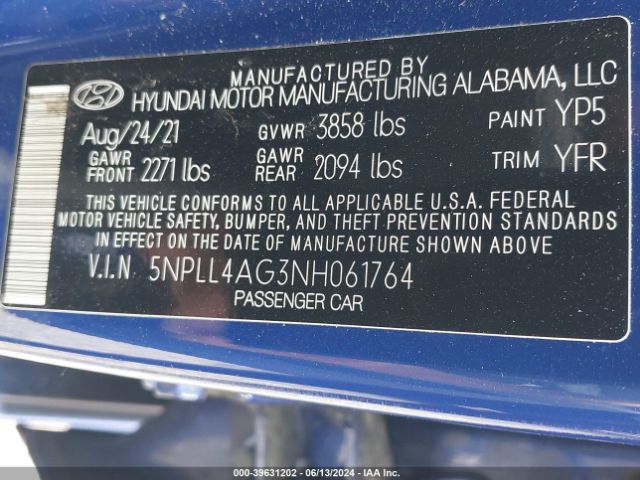 MANUFACTURED BY
HYUNDAI MOTOR MANUFACTURING ALABAMA, LLC
Aug/24/21 GVWR 3858 lbs PAINT YP5
GAWR FRONT 2271 lbs GAWR REAR 2094 lbs TRIM YFR
THIS VEHICLE CONFORMS TO ALL APPLICABLE U.S.A. FEDERAL
MOTOR VEHICLE SAFETY, BUMPER, AND THEFT PREVENTION STANDARDS
IN EFFECT ON THE DATE OF MANUFACTURE SHOWN ABOVE
V.I.N 5NPLL4AG3NH061764
PASSENGER CAR
000-39631202 - 06/13/2024 - IAA Inc.